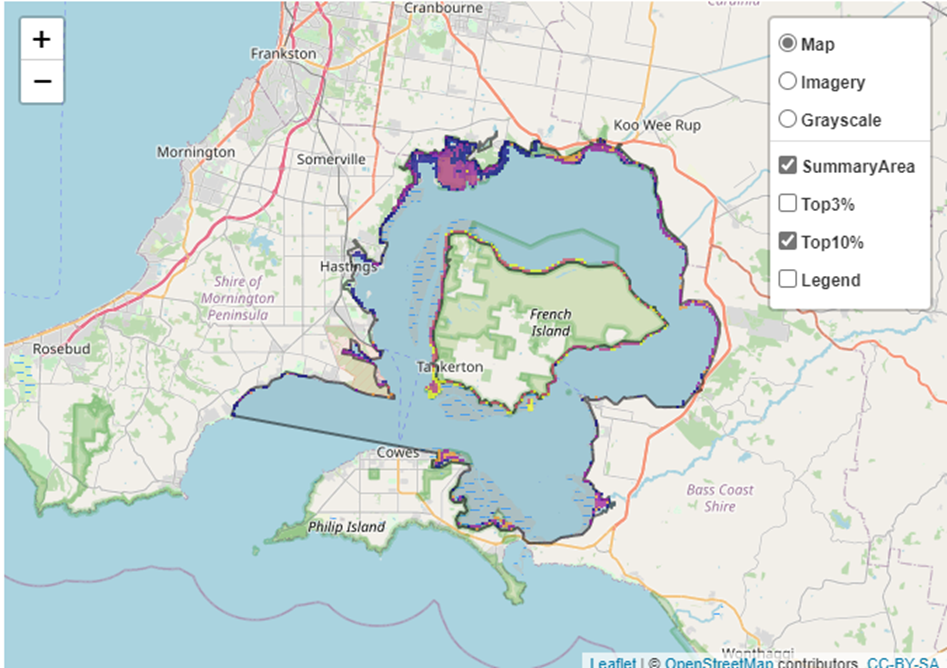 +
−
Cardinia
Cranbourne
Frankston
Map
Imagery
Grayscale
SummaryArea
Top3%
Top10%
Legend
Koo Wee Rup
Mornington
Somerville
Hastings
Shire of
Mornington
Peninsula
French
Island
Rosebud
Tankerton
Cowes
Bass Coast
Shire
Philip Island
Wonthaggi
Leaflet | © OpenStreetMap contributors, CC-BY-SA